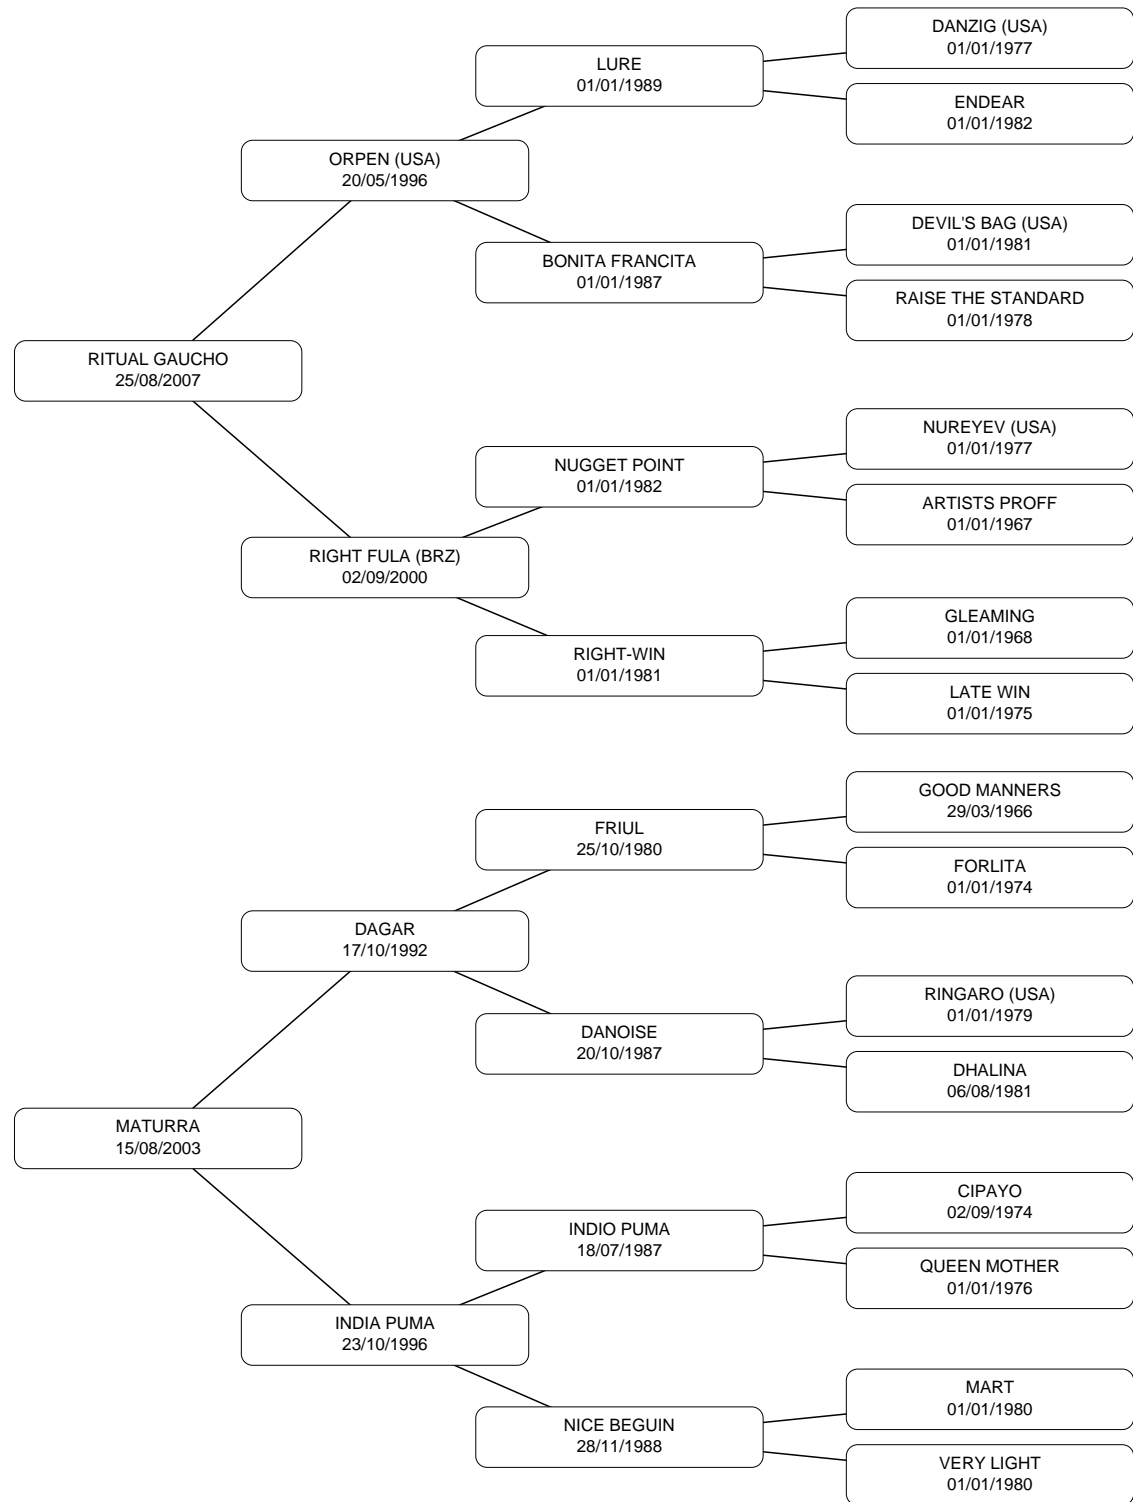 DANZIG (USA)
01/01/1977
LURE
01/01/1989
ENDEAR
01/01/1982
ORPEN (USA)
20/05/1996
DEVIL'S BAG (USA)
01/01/1981
BONITA FRANCITA
01/01/1987
RAISE THE STANDARD
01/01/1978
RITUAL GAUCHO
25/08/2007
NUREYEV (USA)
01/01/1977
NUGGET POINT
01/01/1982
ARTISTS PROFF
01/01/1967
RIGHT FULA (BRZ)
02/09/2000
GLEAMING
01/01/1968
RIGHT-WIN
01/01/1981
LATE WIN
01/01/1975
GOOD MANNERS
29/03/1966
FRIUL
25/10/1980
FORLITA
01/01/1974
DAGAR
17/10/1992
RINGARO (USA)
01/01/1979
DANOISE
20/10/1987
DHALINA
06/08/1981
MATURRA
15/08/2003
CIPAYO
02/09/1974
INDIO PUMA
18/07/1987
QUEEN MOTHER
01/01/1976
INDIA PUMA
23/10/1996
MART
01/01/1980
NICE BEGUIN
28/11/1988
VERY LIGHT
01/01/1980